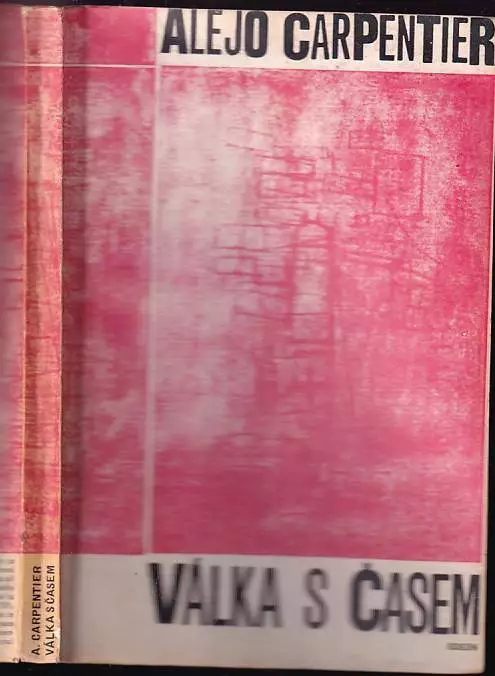 ALEJO CARPENTIER
VÁLKA S ČASEM
A. CARPENTIER
VÁLKA S ČASEM